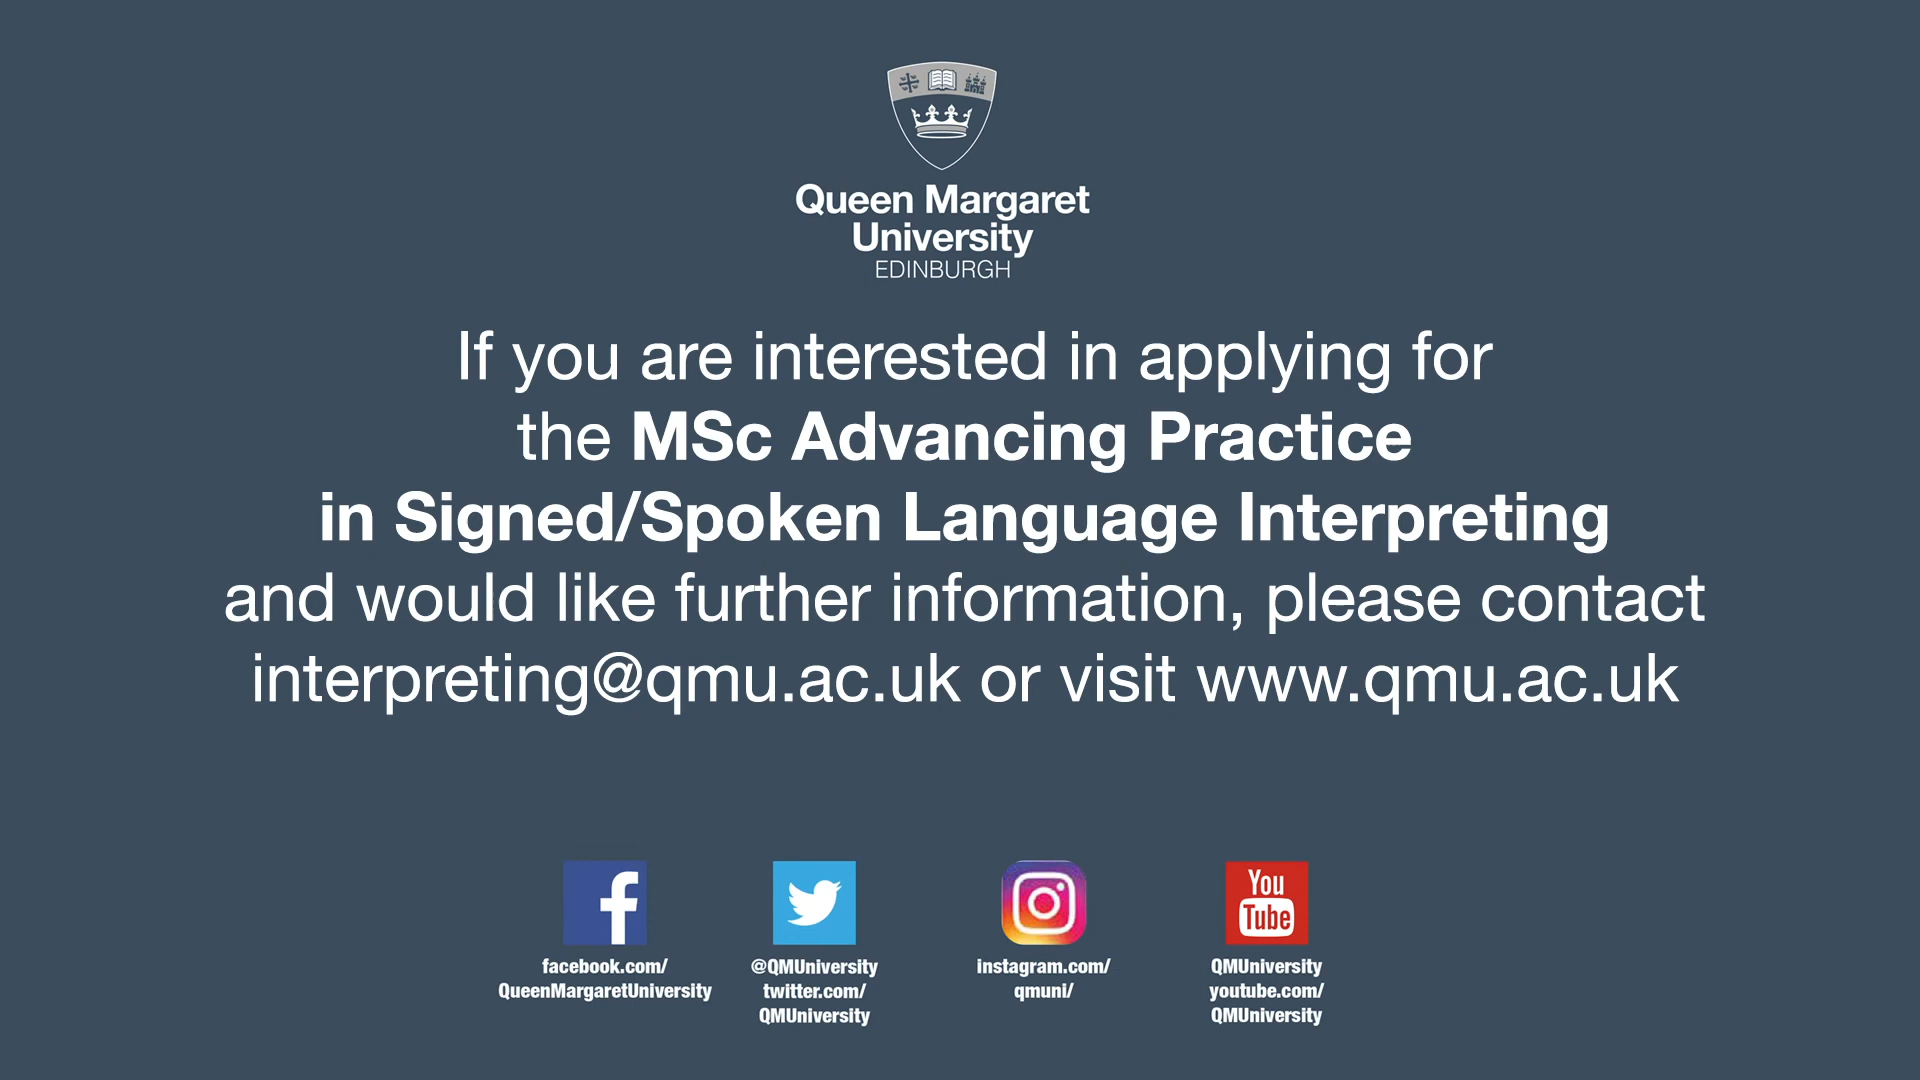 Queen Margaret
University
EDINBURGH
If you are interested in applying for
the MSc Advancing Practice
in Signed/Spoken Language Interpreting
and would like further information, please contact
interpreting@qmu.ac.uk or visit www.qmu.ac.uk
You
Tube
facebook.com/
QueenMargaretUniversity
@QMUniversity
twitter.com/
QMUniversity
instagram.com/
qmuni/
QMUniversity
youtube.com/
QMUniversity